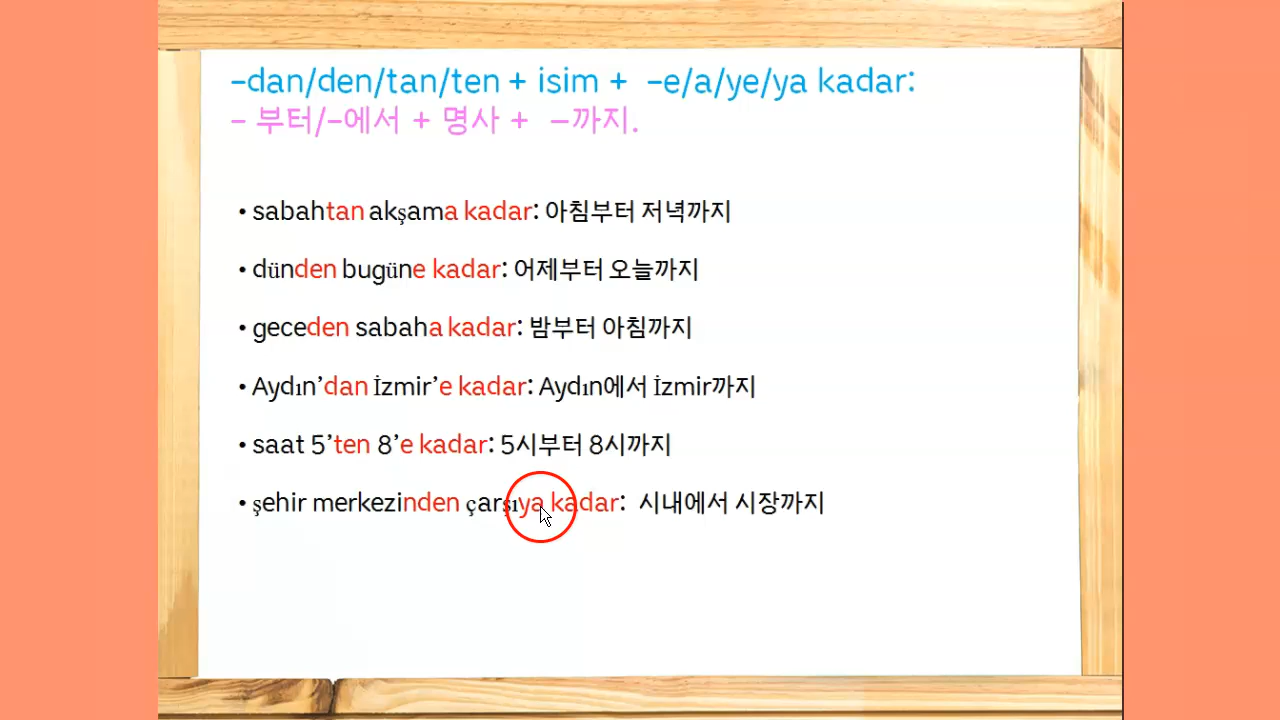 -dan/den/tan/ten + isim + -e/a/ye/ya kadar:
- 부터/-에서 + 명사 + -까지.
• sabahtan akşama kadar: 아침부터 저녁까지
• dünden bugüne kadar: 어제부터 오늘까지
• geceden sabaha kadar: 밤부터 아침까지
• Aydın’dan İzmir’e kadar: Aydın에서 İzmir까지
• saat 5’ten 8’e kadar: 5시부터 8시까지
• şehir merkezinden çarşıya kadar: 시내에서 시장까지